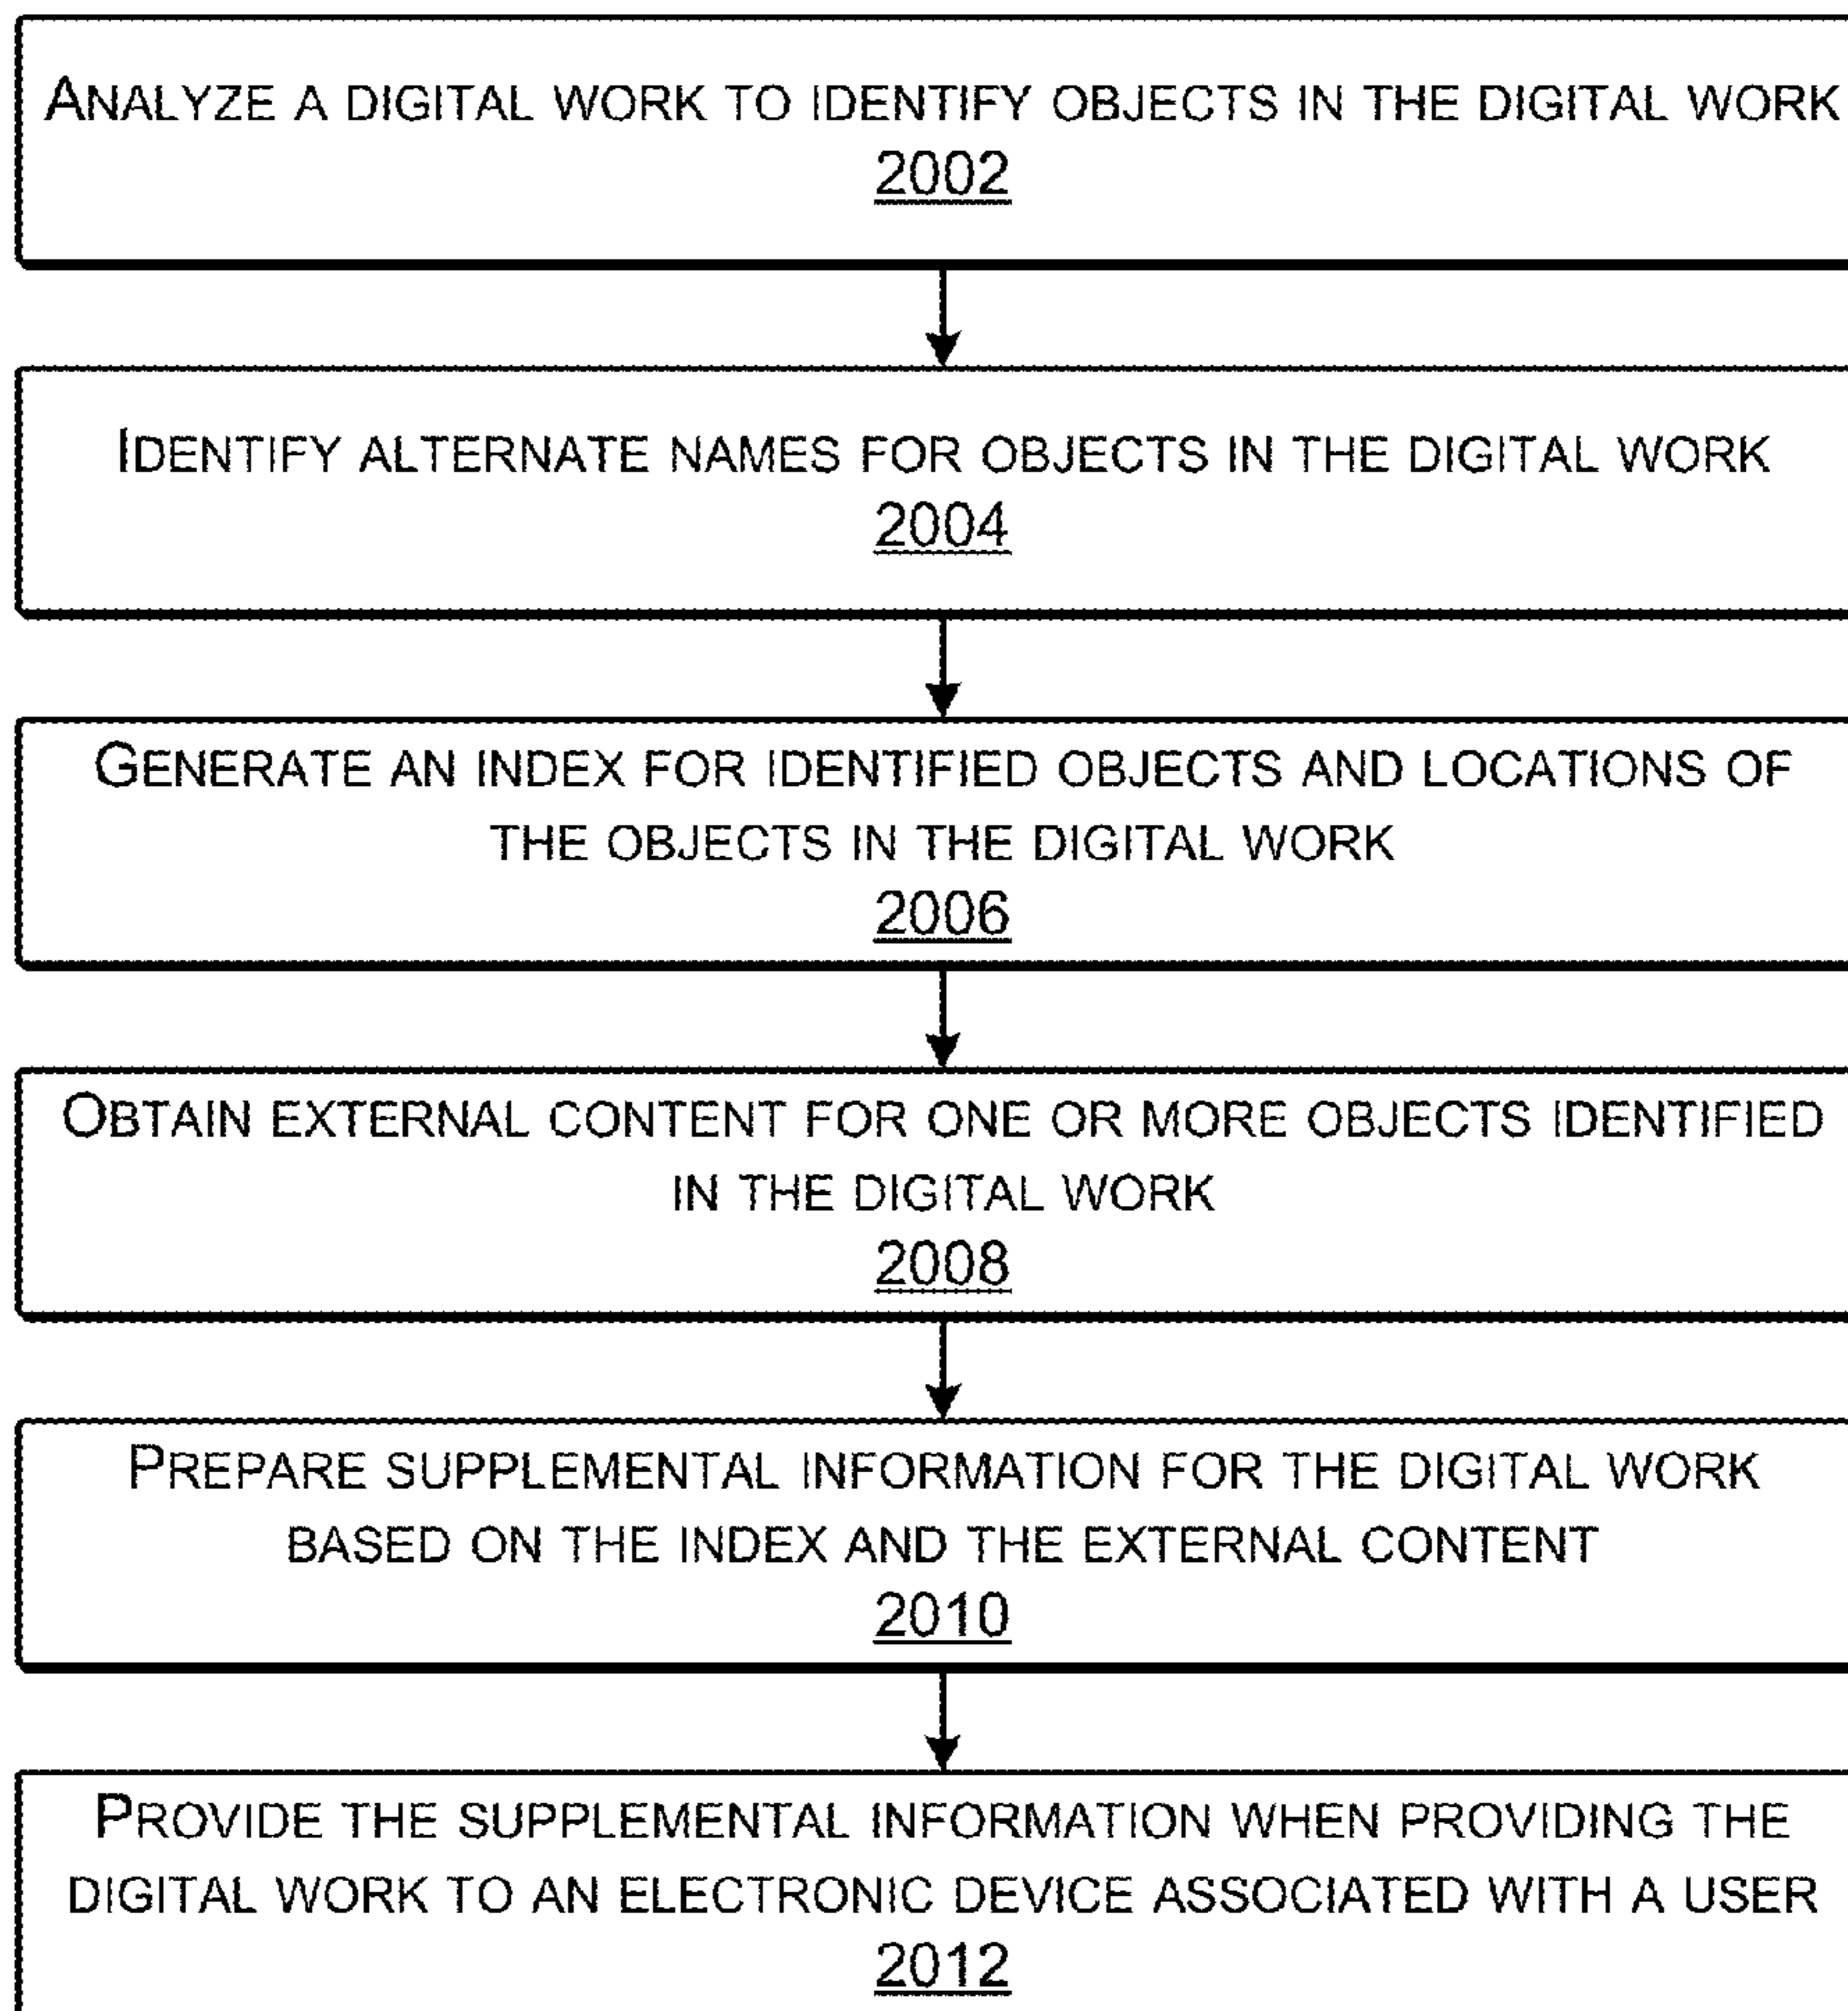 ANALYZE A DIGITAL WORK TO IDENTIFY OBJECTS IN THE DIGITAL WORK
2002
IDENTIFY ALTERNATE NAMES FOR OBJECTS IN THE DIGITAL WORK
2004
GENERATE AN INDEX FOR IDENTIFIED OBJECTS AND LOCATIONS OF
THE OBJECTS IN THE DIGITAL WORK
2006
OBTAIN EXTERNAL CONTENT FOR ONE OR MORE OBJECTS IDENTIFIED
IN THE DIGITAL WORK
2008
PREPARE SUPPLEMENTAL INFORMATION FOR THE DIGITAL WORK
BASED ON THE INDEX AND THE EXTERNAL CONTENT
2010
PROVIDE THE SUPPLEMENTAL INFORMATION WHEN PROVIDING THE
DIGITAL WORK TO AN ELECTRONIC DEVICE ASSOCIATED WITH A USER
2012